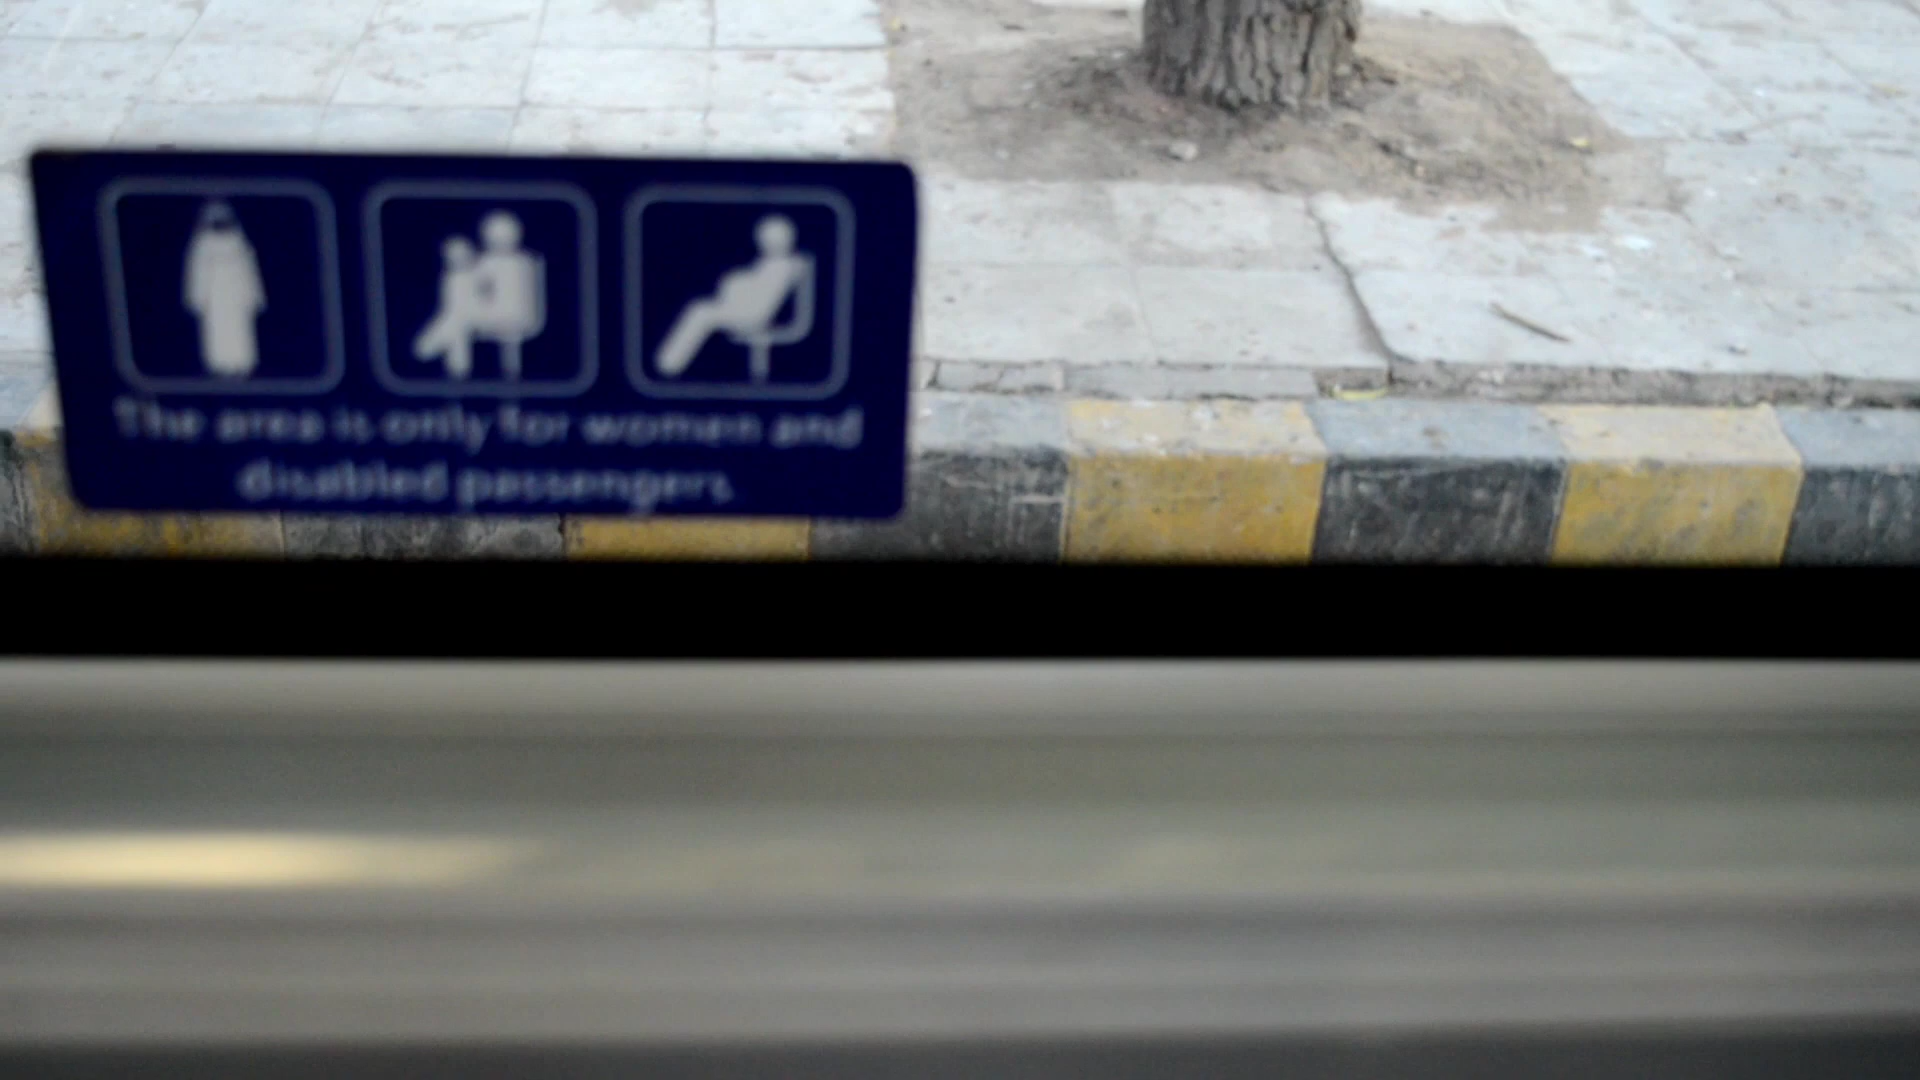 The area is only for women and
disabled passengers.